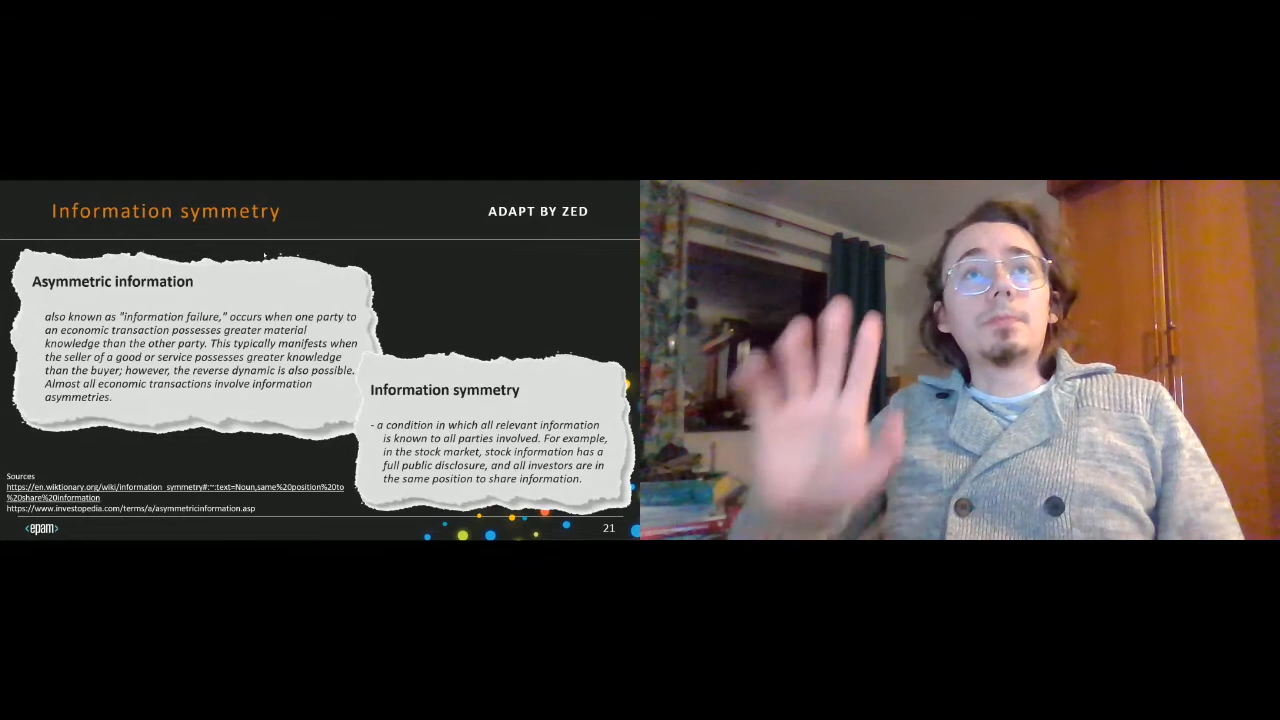 Information symmetry
ADAPT BY ZED
Asymmetric information
also known as "information failure," occurs when one party to
an economic transaction possesses greater material
knowledge than the other party. This typically manifests when
the seller of a good or service possesses greater knowledge
than the buyer; however, the reverse dynamic is also possible.
Almost all economic transactions involve information
asymmetries.
Information symmetry
- a condition in which all relevant information
is known to all parties involved. For example,
in the stock market, stock information has a
full public disclosure, and all investors are in
the same position to share information.
Sources
https://en.wiktionary.org/wiki/information_symmetry#:~:text=Noun,same%20position%20to
%20share%20information
https://www.investopedia.com/terms/a/asymmetricinformation.asp
<epam>
21